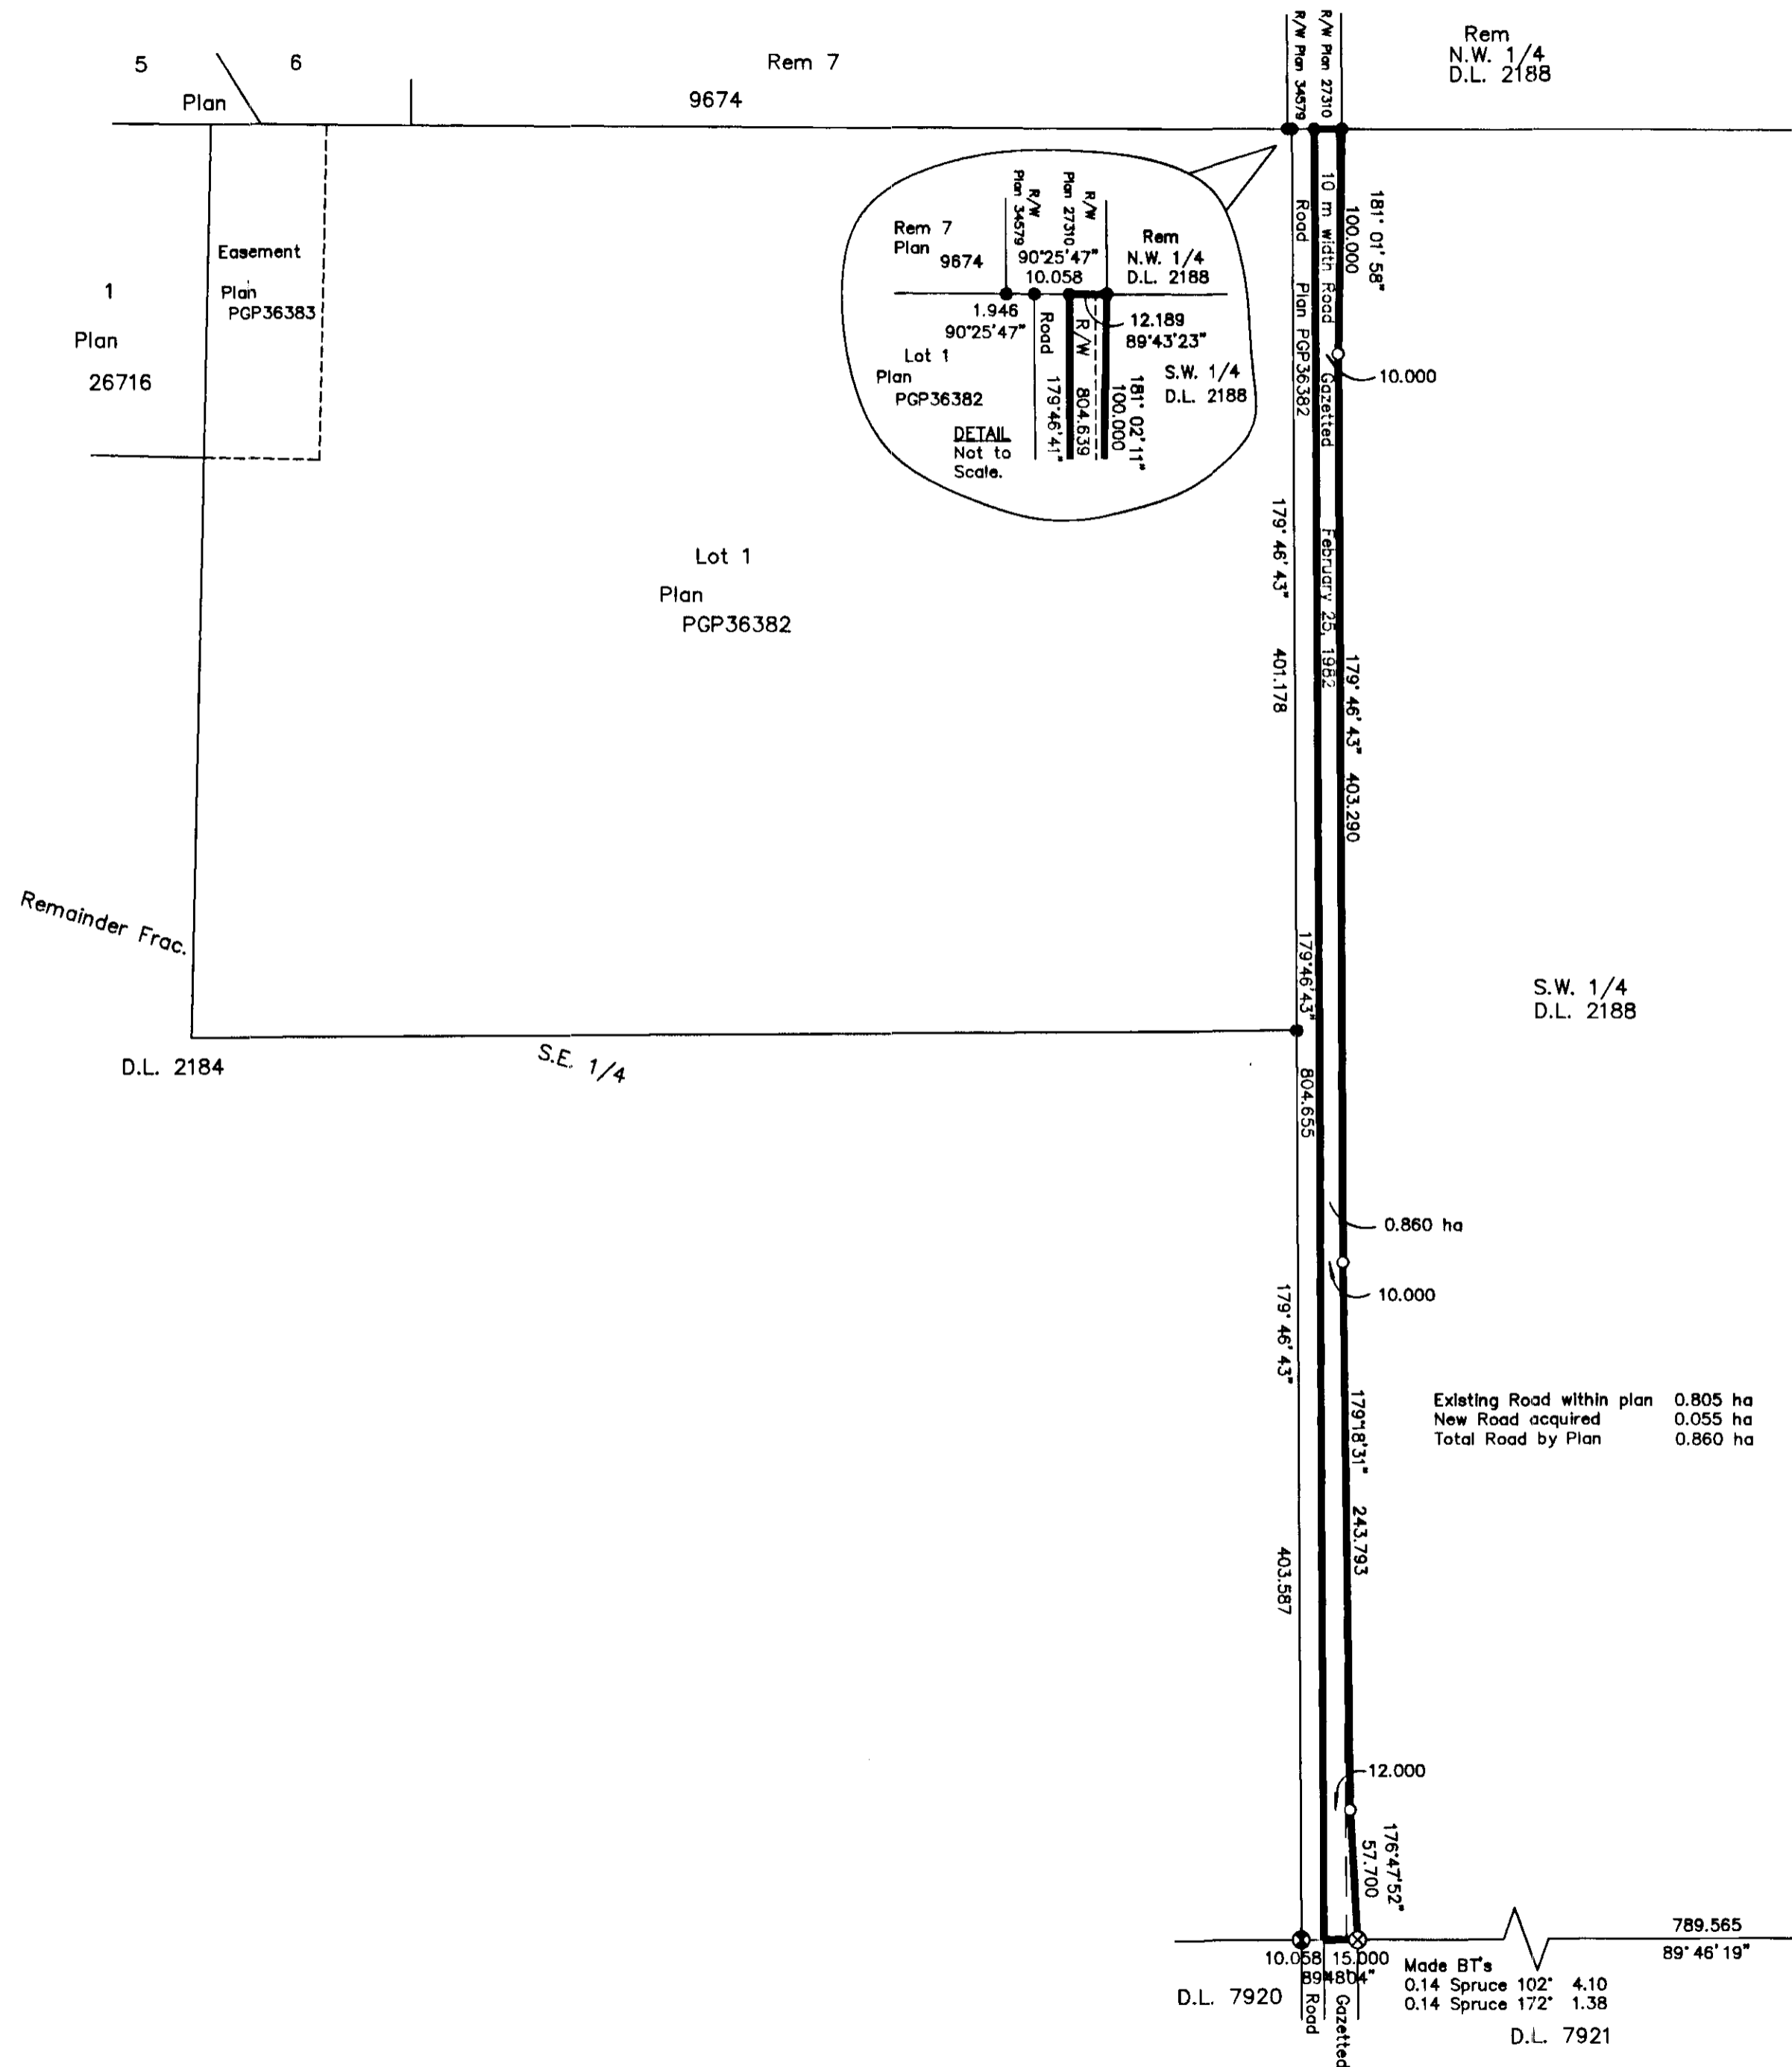 5
6
Plan
Rem 7
9674
R/W Plan 34579
R/W Plan 27310
Rem
N.W. 1/4
D.L. 2188
Easement
Plan
PGP36383
1
Plan
26716
Rem 7
Plan
9674
R/W
Plan 34579
R/W
Plan 27310
90°25'47"
10.058
Rem
N.W. 1/4
D.L. 2188
1.946
90°25'47"
12.189
89°43'23"
Lot 1
Plan
PGP36382
Road
179°46'41"
R/W
804.639
181° 02'11"
100.000
S.W. 1/4
D.L. 2188
DETAIL
Not to
Scale.
Road Plan PGP36382
10 m width Road Gazetted February 25, 1982
181° 01'58"
100.000
10.000
Lot 1
Plan
PGP36382
179° 46'43" 401.178
179° 46'43" 403.290
Remainder Frac.
179°46'43" 804.655
S.W. 1/4
D.L. 2188
D.L. 2184
S.E. 1/4
0.860 ha
10.000
179° 46'43" 403.587
179°18'31" 243.793
Existing Road within plan 0.805 ha
New Road acquired 0.055 ha
Total Road by Plan 0.860 ha
12.000
176°47'52"
57.700
789.565
89°46'19"
10.058 15.000
89°48'04"
Made BT's
0.14 Spruce 102° 4.10
0.14 Spruce 172° 1.38
D.L. 7920
Road
Gazetted
D.L. 7921